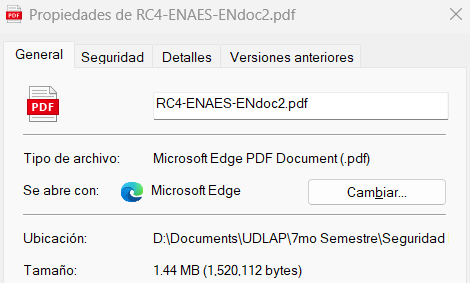 PDF Propiedades de RC4-ENAES-ENdoc2.pdf
General Seguridad Detalles Versiones anteriores
PDF RC4-ENAES-ENdoc2.pdf
Tipo de archivo: Microsoft Edge PDF Document (.pdf)
Se abre con: Microsoft Edge Cambiar...
Ubicación: D:\Documents\UDLAP\7mo Semestre\Seguridad
Tamaño: 1.44 MB (1,520,112 bytes)